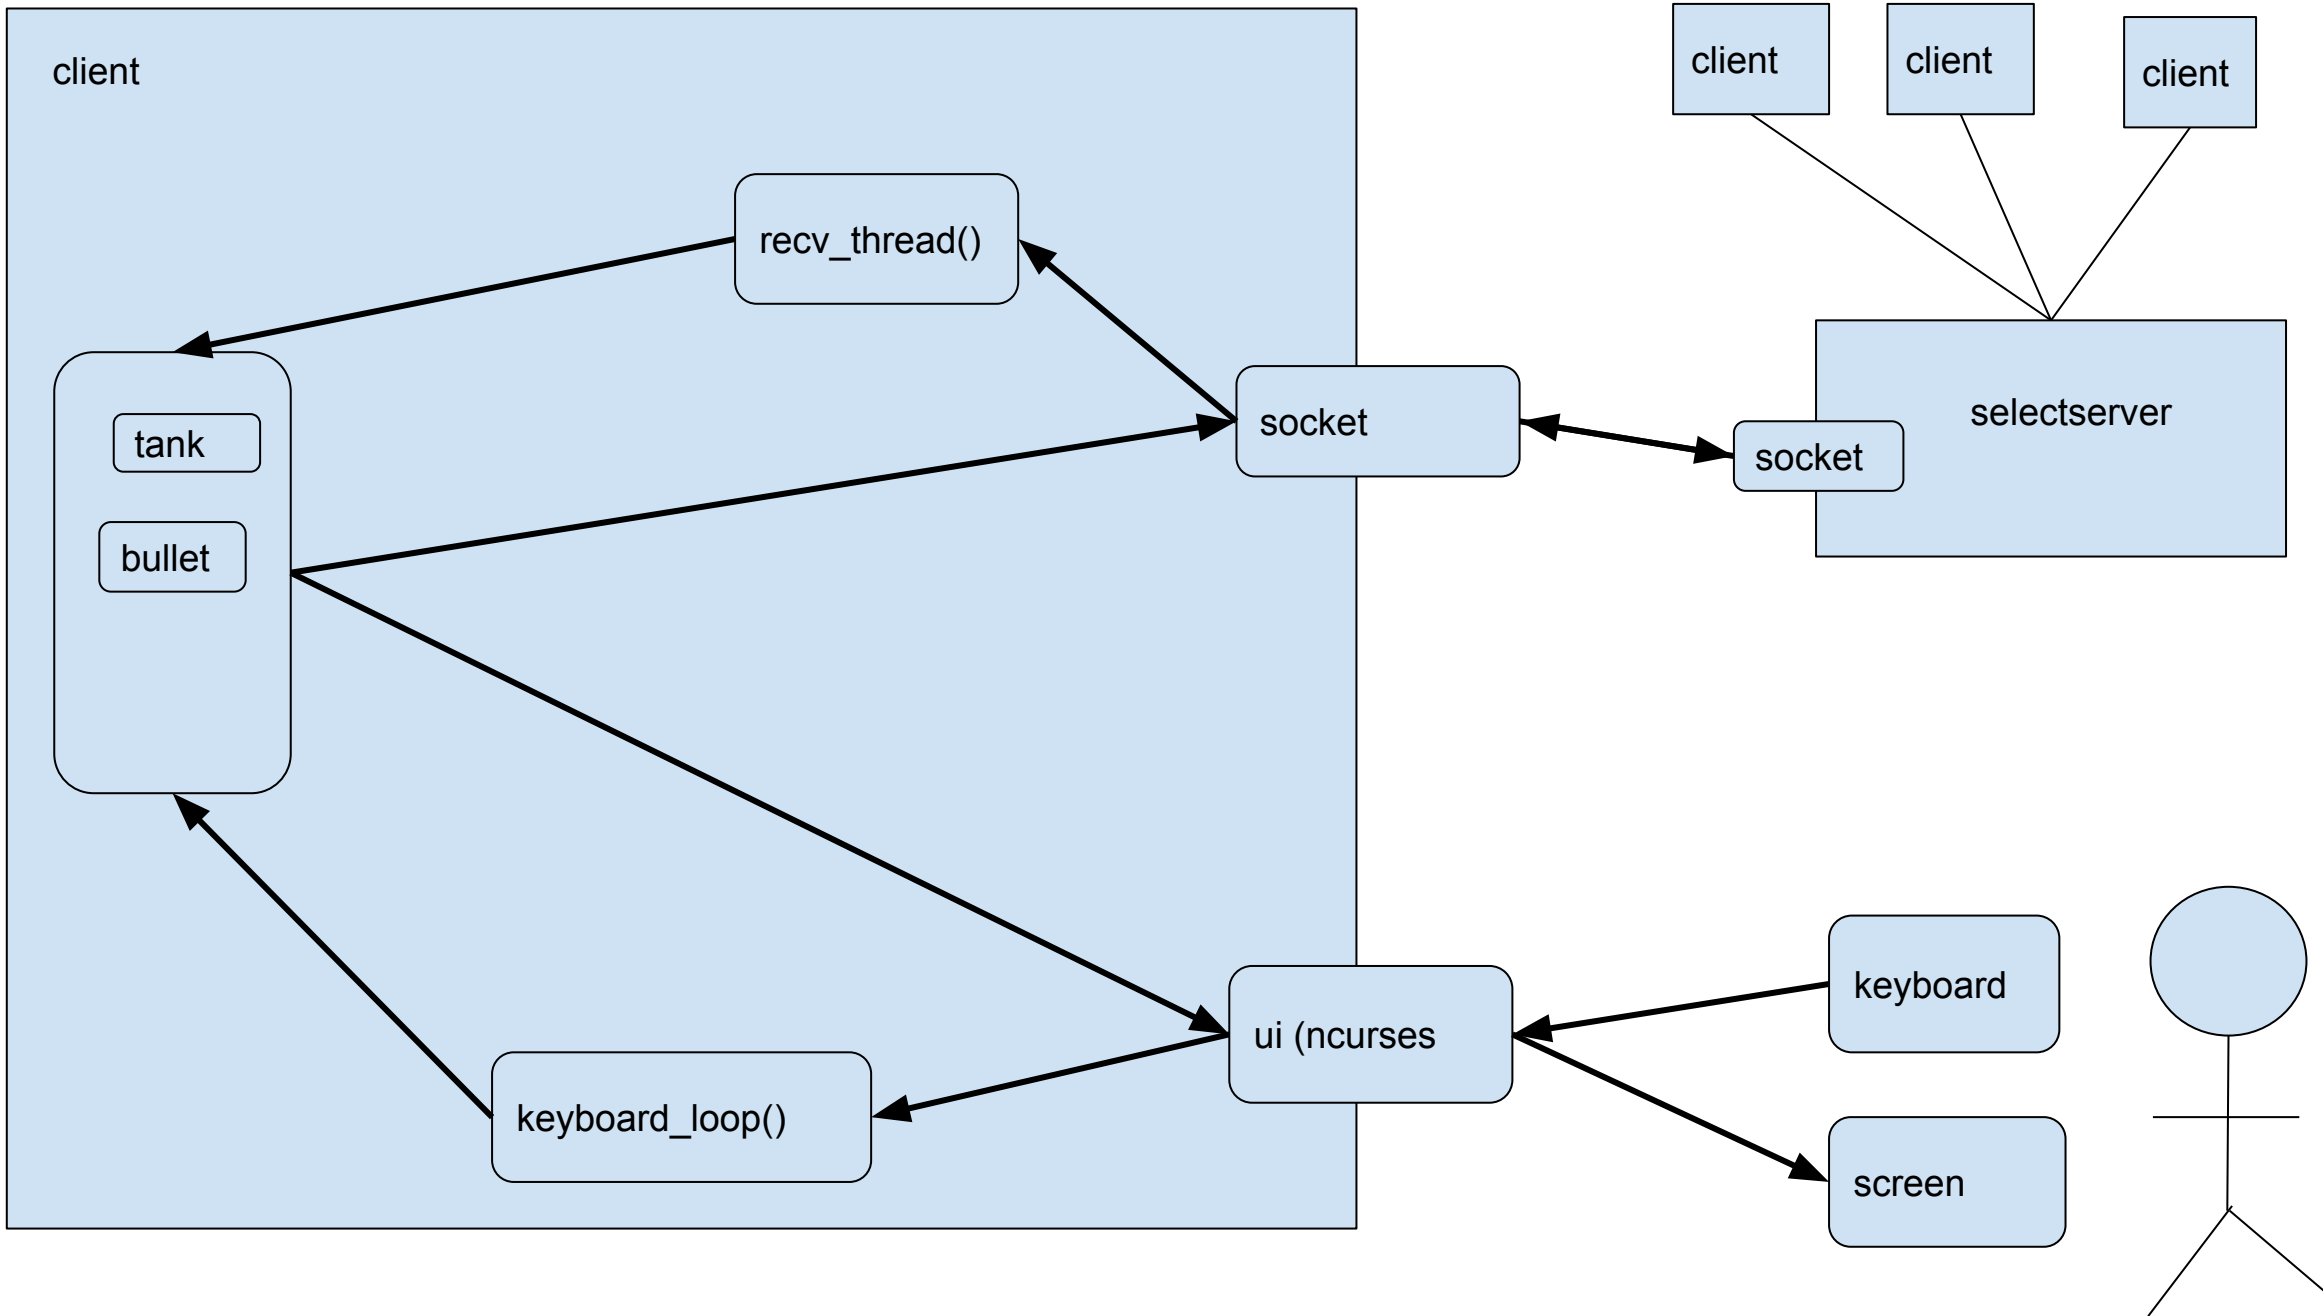 client
client
client
client
recv_thread()
socket
selectserver
socket
tank
bullet
keyboard
ui (ncurses
keyboard_loop()
screen